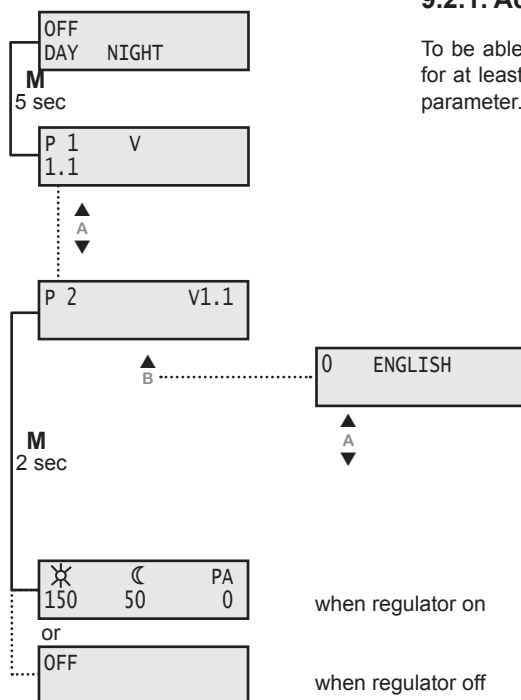 9.2.1.
To be able
for at least
parameter.
OFF
DAY NIGHT
M
5 sec
P 1 V
1.1
A
P 2 V1.1
B
0 ENGLISH
A
M
2 sec
PA
150 50 0
when regulator on
or
OFF
when regulator off